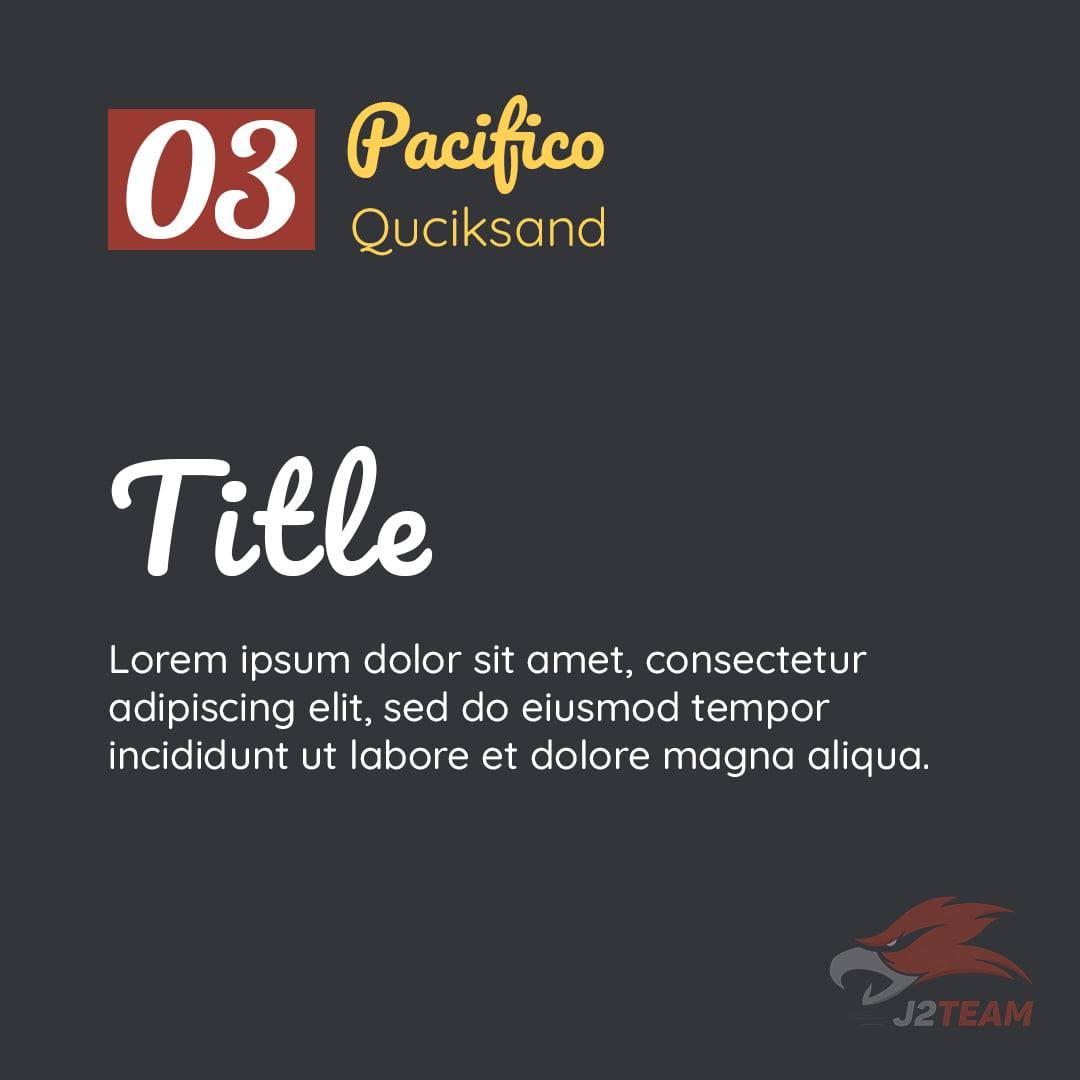 03
Pacifico
Quciksand
Title
Lorem ipsum dolor sit amet, consectetur
adipiscing elit, sed do eiusmod tempor
incididunt ut labore et dolore magna aliqua.
J2TEAM